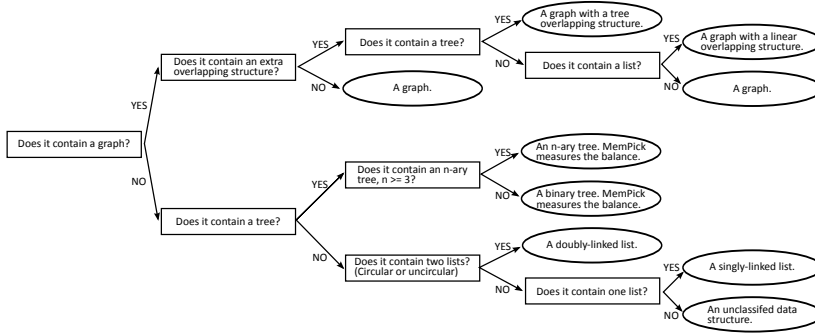 Does it contain a graph?
YES
NO
Does it contain an extra
overlapping structure?
YES
NO
Does it contain a tree?
A graph.
YES
NO
A graph with a tree
overlapping structure.
Does it contain a list?
YES
NO
A graph with a linear
overlapping structure.
A graph.
Does it contain a tree?
YES
NO
Does it contain an n-ary
tree, n >= 3?
YES
NO
An n-ary tree. MemPick
measures the balance.
A binary tree. MemPick
measures the balance.
Does it contain two lists?
(Circular or uncircular)
YES
NO
A doubly-linked list.
Does it contain one list?
YES
NO
A singly-linked list.
An unclassifed data
structure.